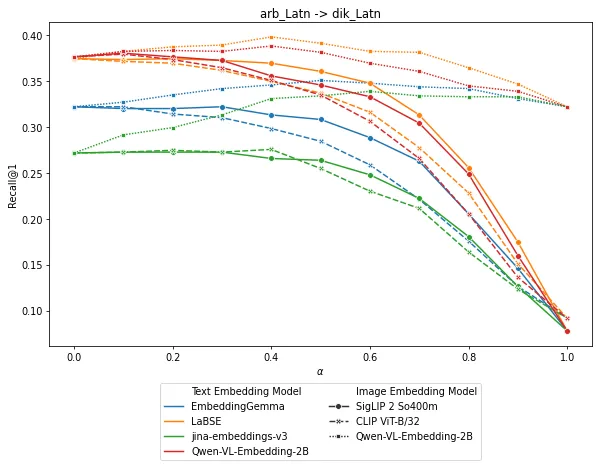 arb_Latn -> dik_Latn
0.40
0.35
0.30
0.25
0.20
0.15
0.10
Recall@1
0.0 0.2 0.4 0.6 0.8 1.0
α
Text Embedding Model Image Embedding Model
EmbeddingGemma SigLIP 2 So400m
LaBSE CLIP ViT-B/32
jina-embeddings-v3 Qwen-VL-Embedding-2B
Qwen-VL-Embedding-2B